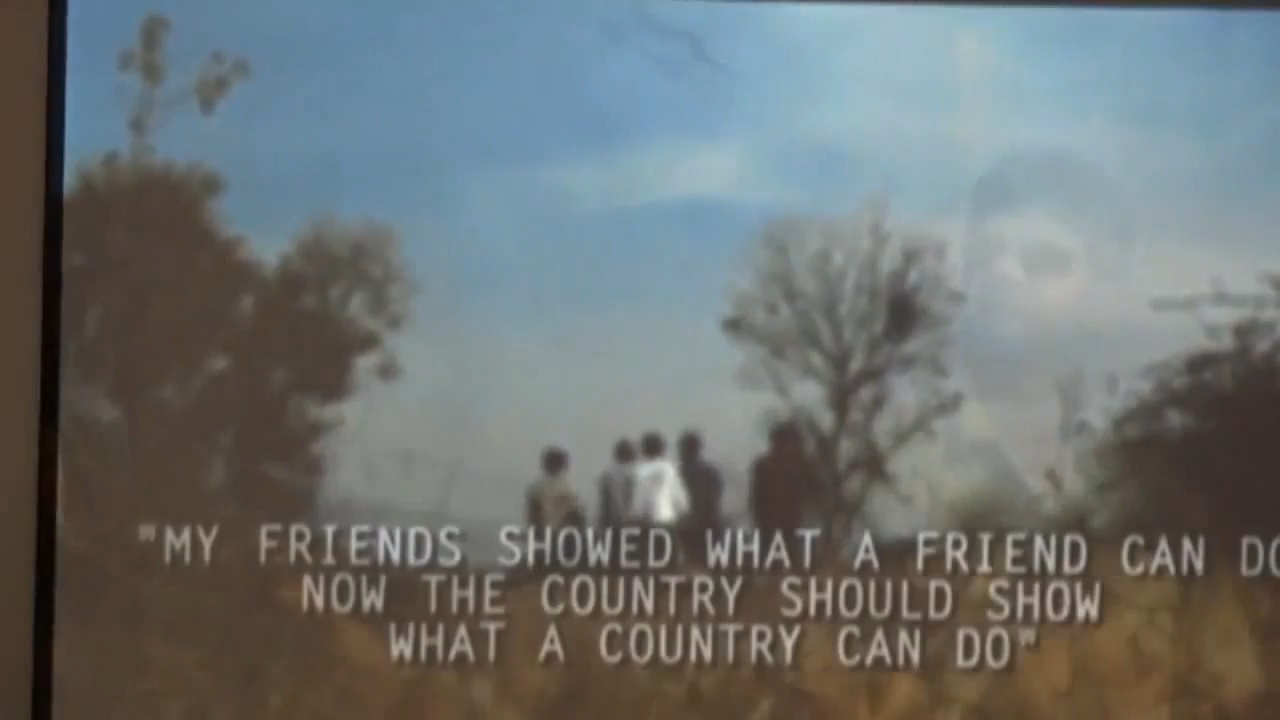 "MY FRIENDS SHOWED WHAT A FRIEND CAN DO
NOW THE COUNTRY SHOULD SHOW
WHAT A COUNTRY CAN DO"